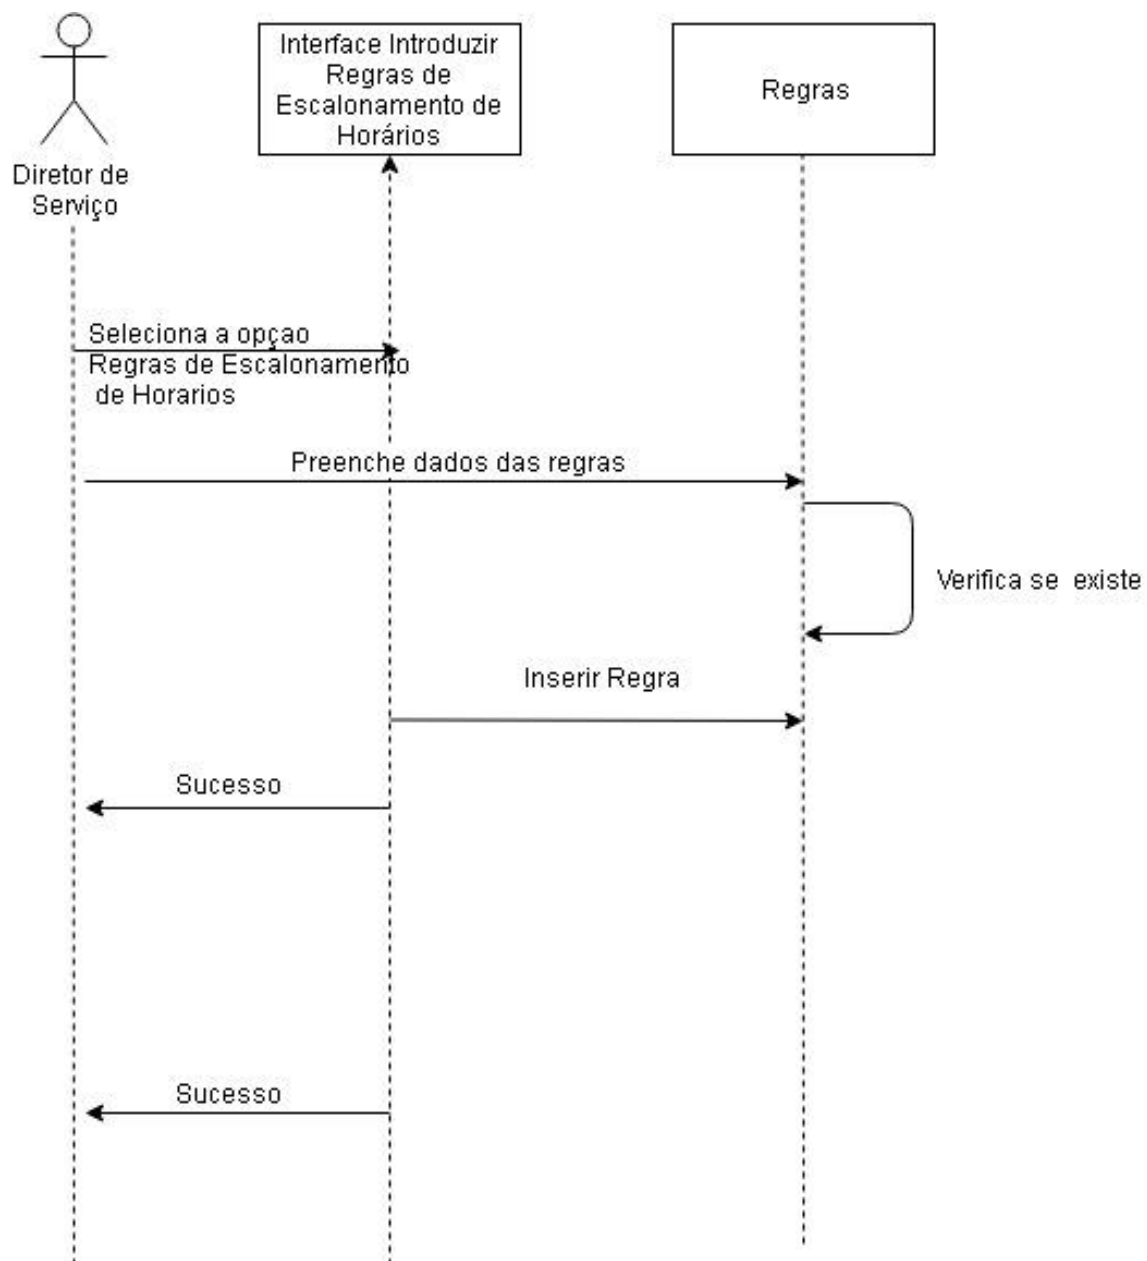 Interface Introduzir
Regras de
Escalonamento de
Horários
Regras
Diretor de
Serviço
Seleciona a opçao
Regras de Escalonamento
de Horarios
Preenche dados das regras
Verifica se existe
Inserir Regra
Sucesso
Sucesso